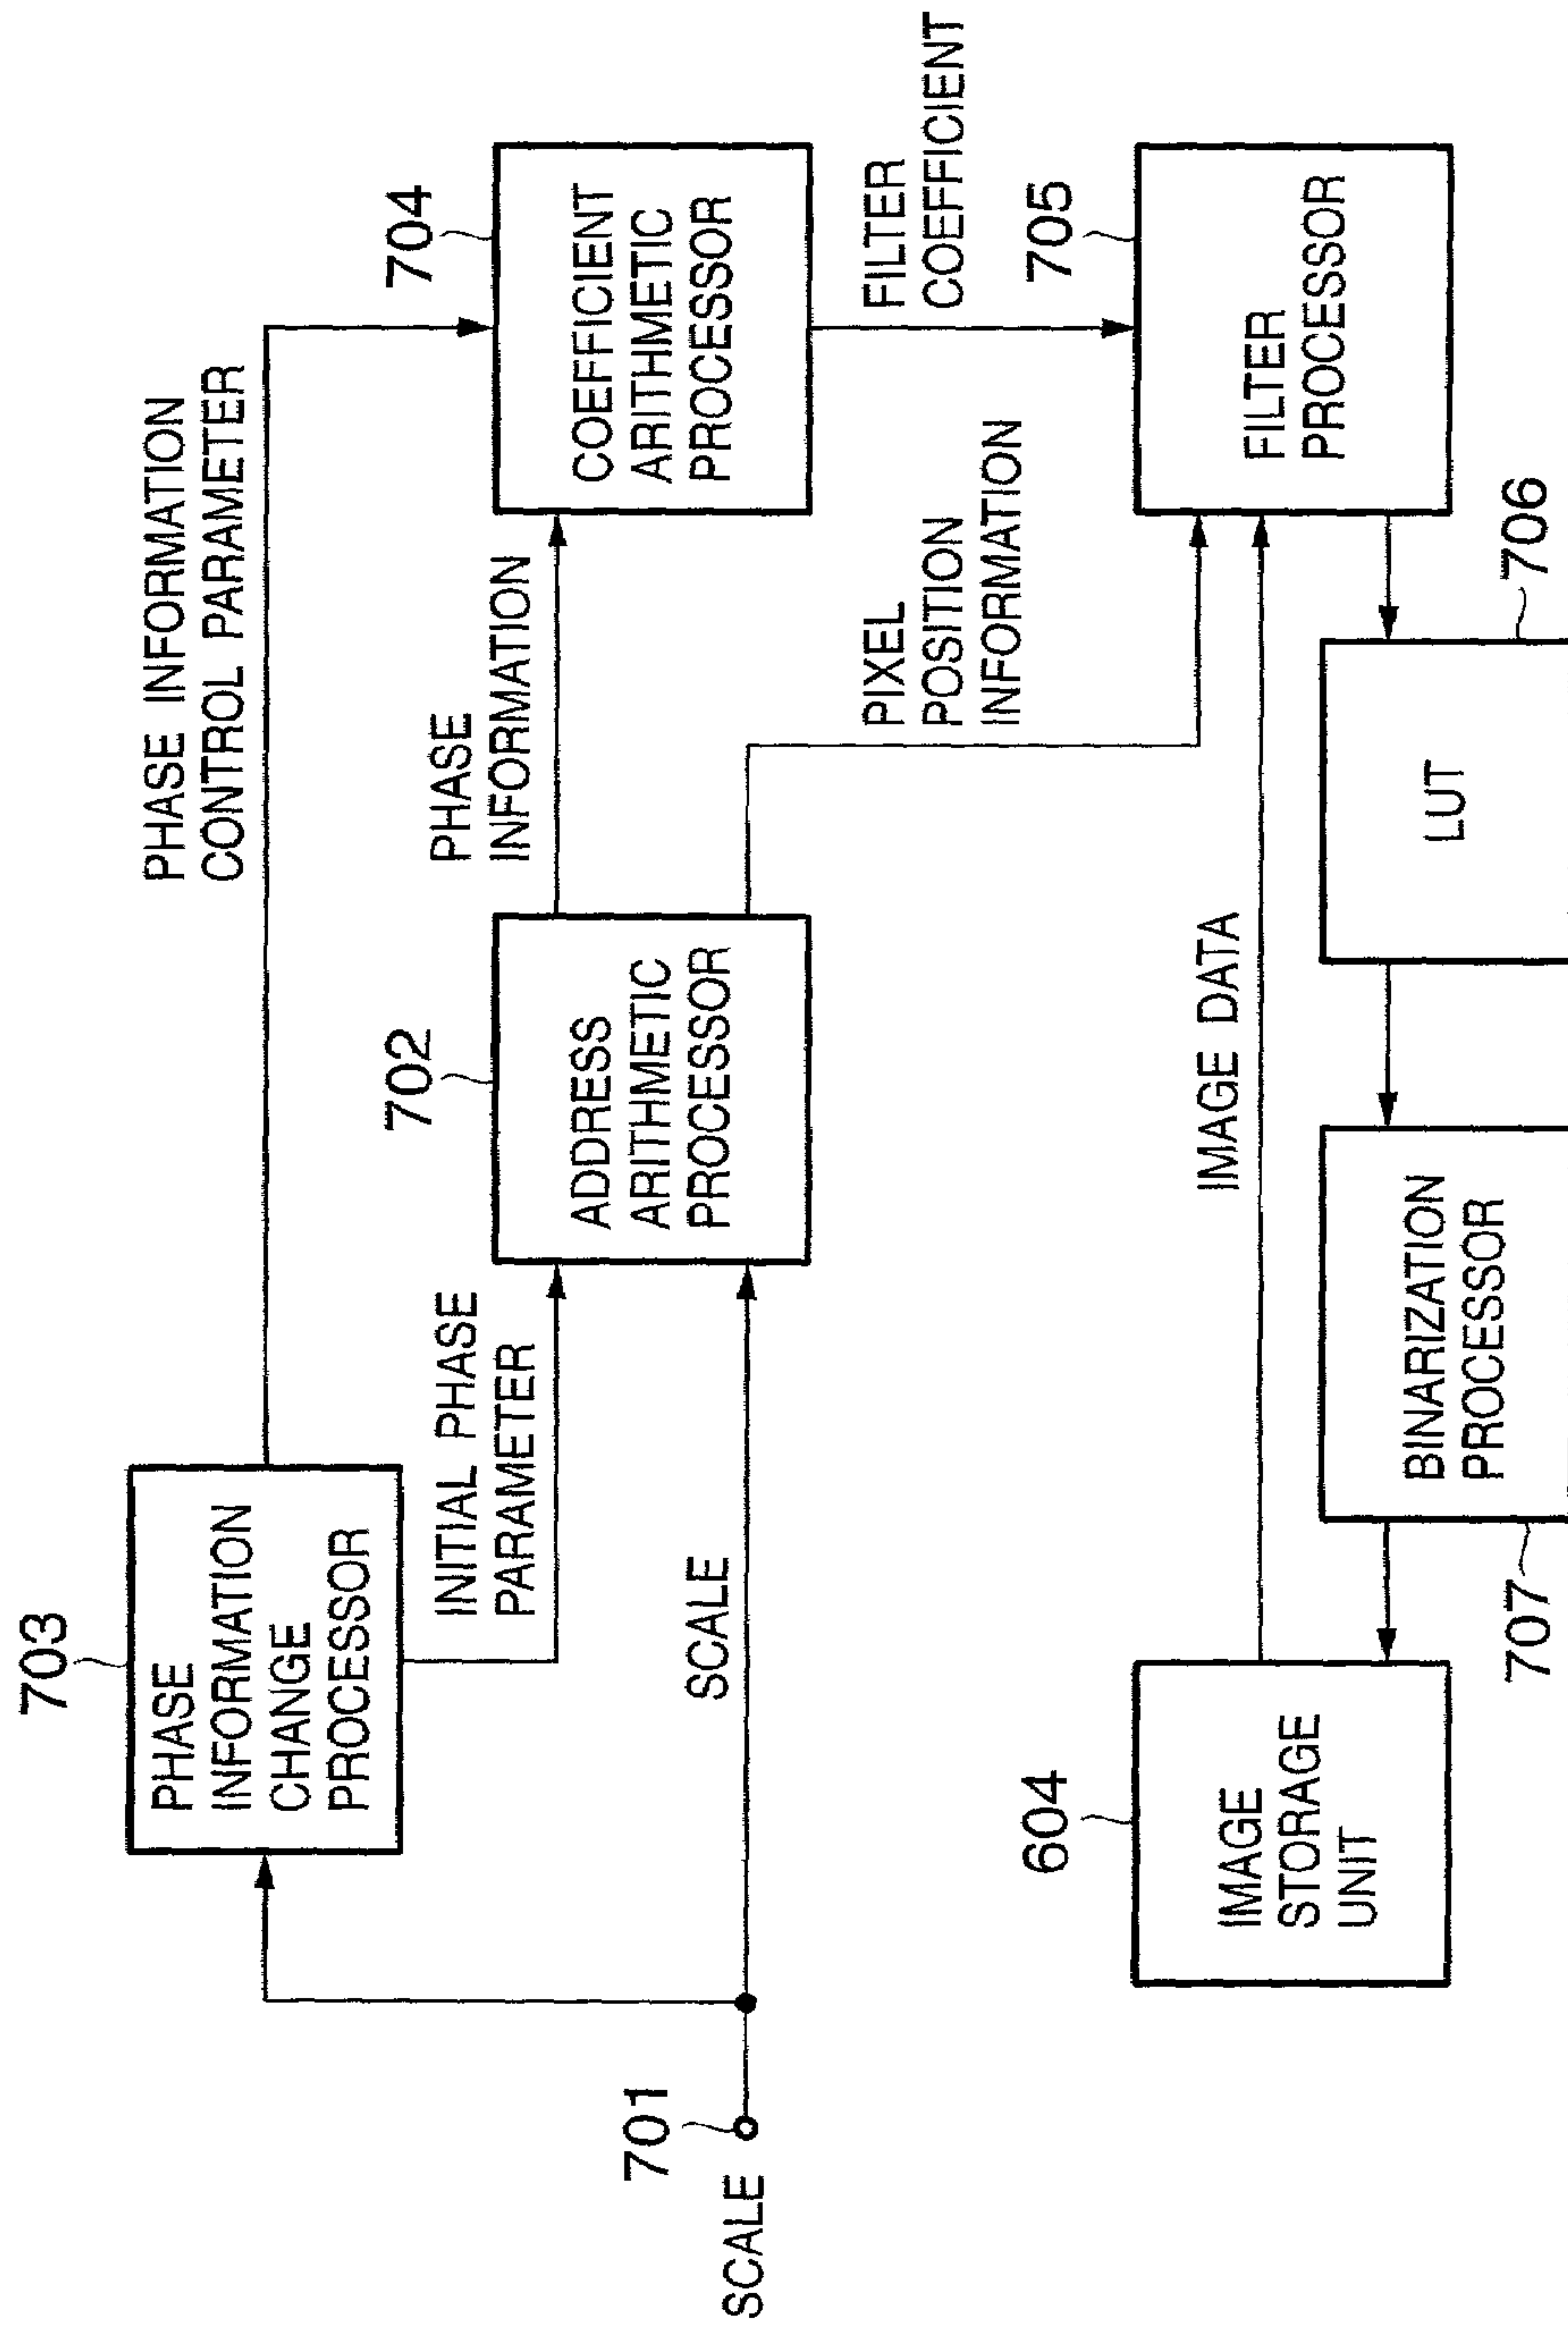 703
PHASE
INFORMATION
CHANGE
PROCESSOR
PHASE INFORMATION
CONTROL PARAMETER
INITIAL PHASE
PARAMETER
702
ADDRESS
ARITHMETIC
PROCESSOR
PHASE
INFORMATION
704
COEFFICIENT
ARITHMETIC
PROCESSOR
701
SCALE
SCALE
PIXEL
POSITION
INFORMATION
FILTER
COEFFICIENT
604
IMAGE
STORAGE
UNIT
IMAGE DATA
705
FILTER
PROCESSOR
707
BINARIZATION
PROCESSOR
LUT
706